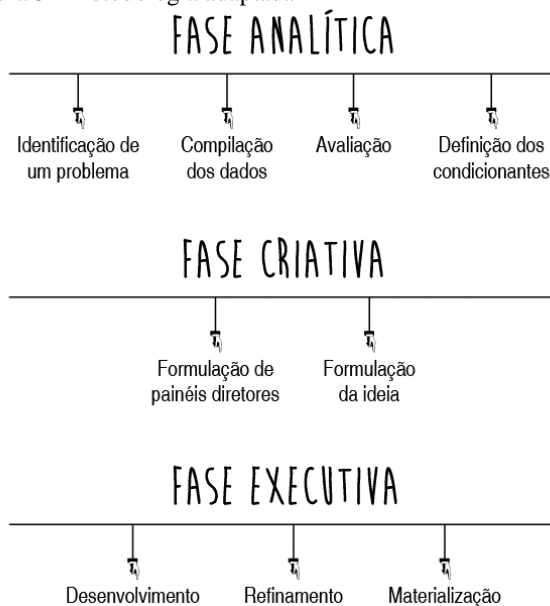 FASE ANALÍTICA
Identificação de
um problema
Compilação
dos dados
Avaliação
Definição dos
condicionantes
FASE CRIATIVA
Formulação de
painéis diretores
Formulação
da ideia
FASE EXECUTIVA
Desenvolvimento
Refinamento
Materialização